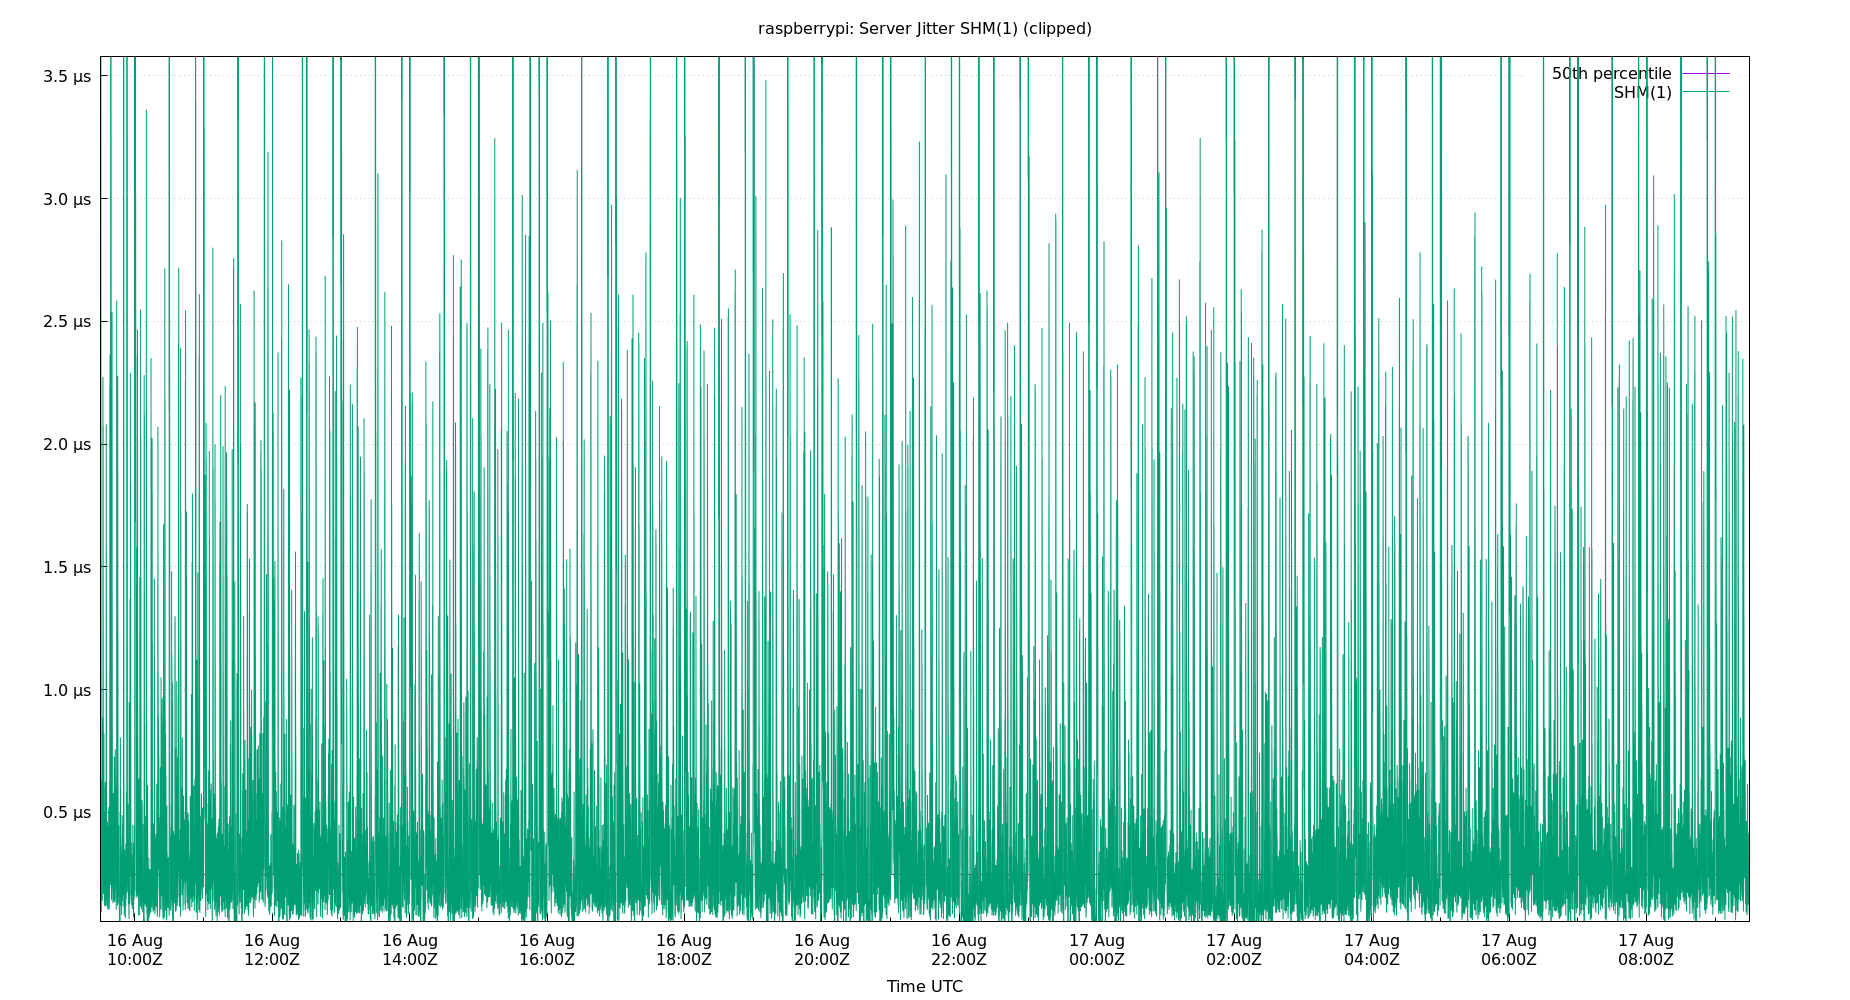 raspberrypi: Server Jitter SHM(1) (clipped)
3.5 µs
3.0 µs
2.5 µs
2.0 µs
1.5 µs
1.0 µs
0.5 µs
50th percentile
SHM(1)
16 Aug 16 Aug 16 Aug 16 Aug 16 Aug 16 Aug 16 Aug 17 Aug 17 Aug 17 Aug 17 Aug 17 Aug
10:00Z 12:00Z 14:00Z 16:00Z 18:00Z 20:00Z 22:00Z 00:00Z 02:00Z 04:00Z 06:00Z 08:00Z
Time UTC